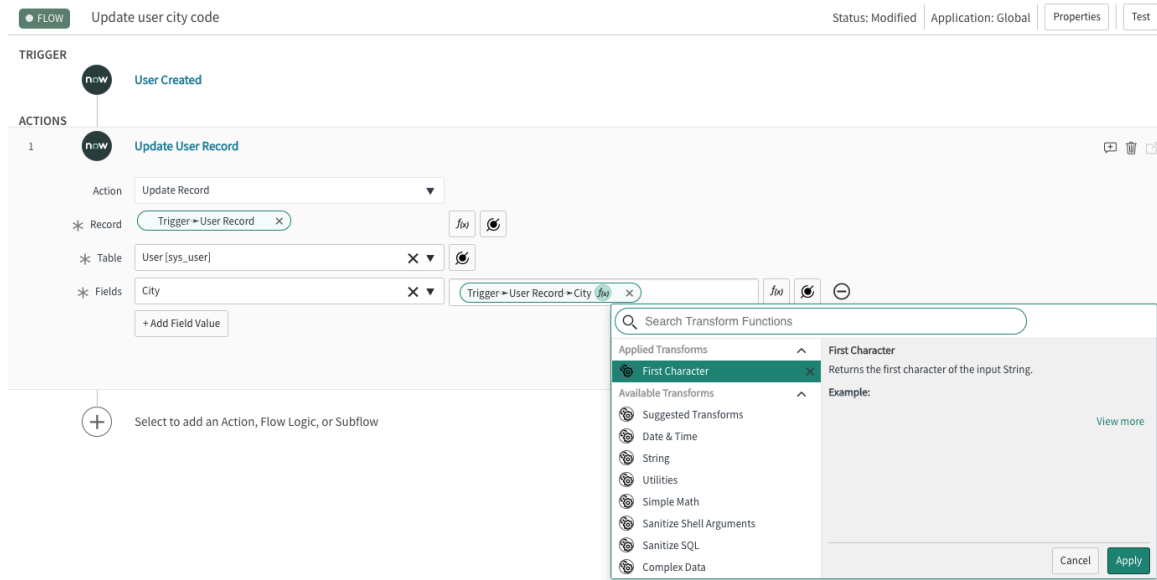 FLOW Update user city code Status: Modified Application: Global Properties Test
TRIGGER
now User Created
ACTIONS
1 now Update User Record
Action Update Record
* Record Trigger➛User Record × f(x)
* Table User [sys_user]
* Fields City Trigger➛User Record➛City f(x) × f(x)
Search Transform Functions
+ Add Field Value
Applied Transforms First Character
First Character × Returns the first character of the input String.
Available Transforms Example:
Suggested Transforms View more
Date & Time
Select to add an Action, Flow Logic, or Subflow
String
Utilities
Simple Math
Sanitize Shell Arguments
Sanitize SQL
Complex Data
Cancel Apply